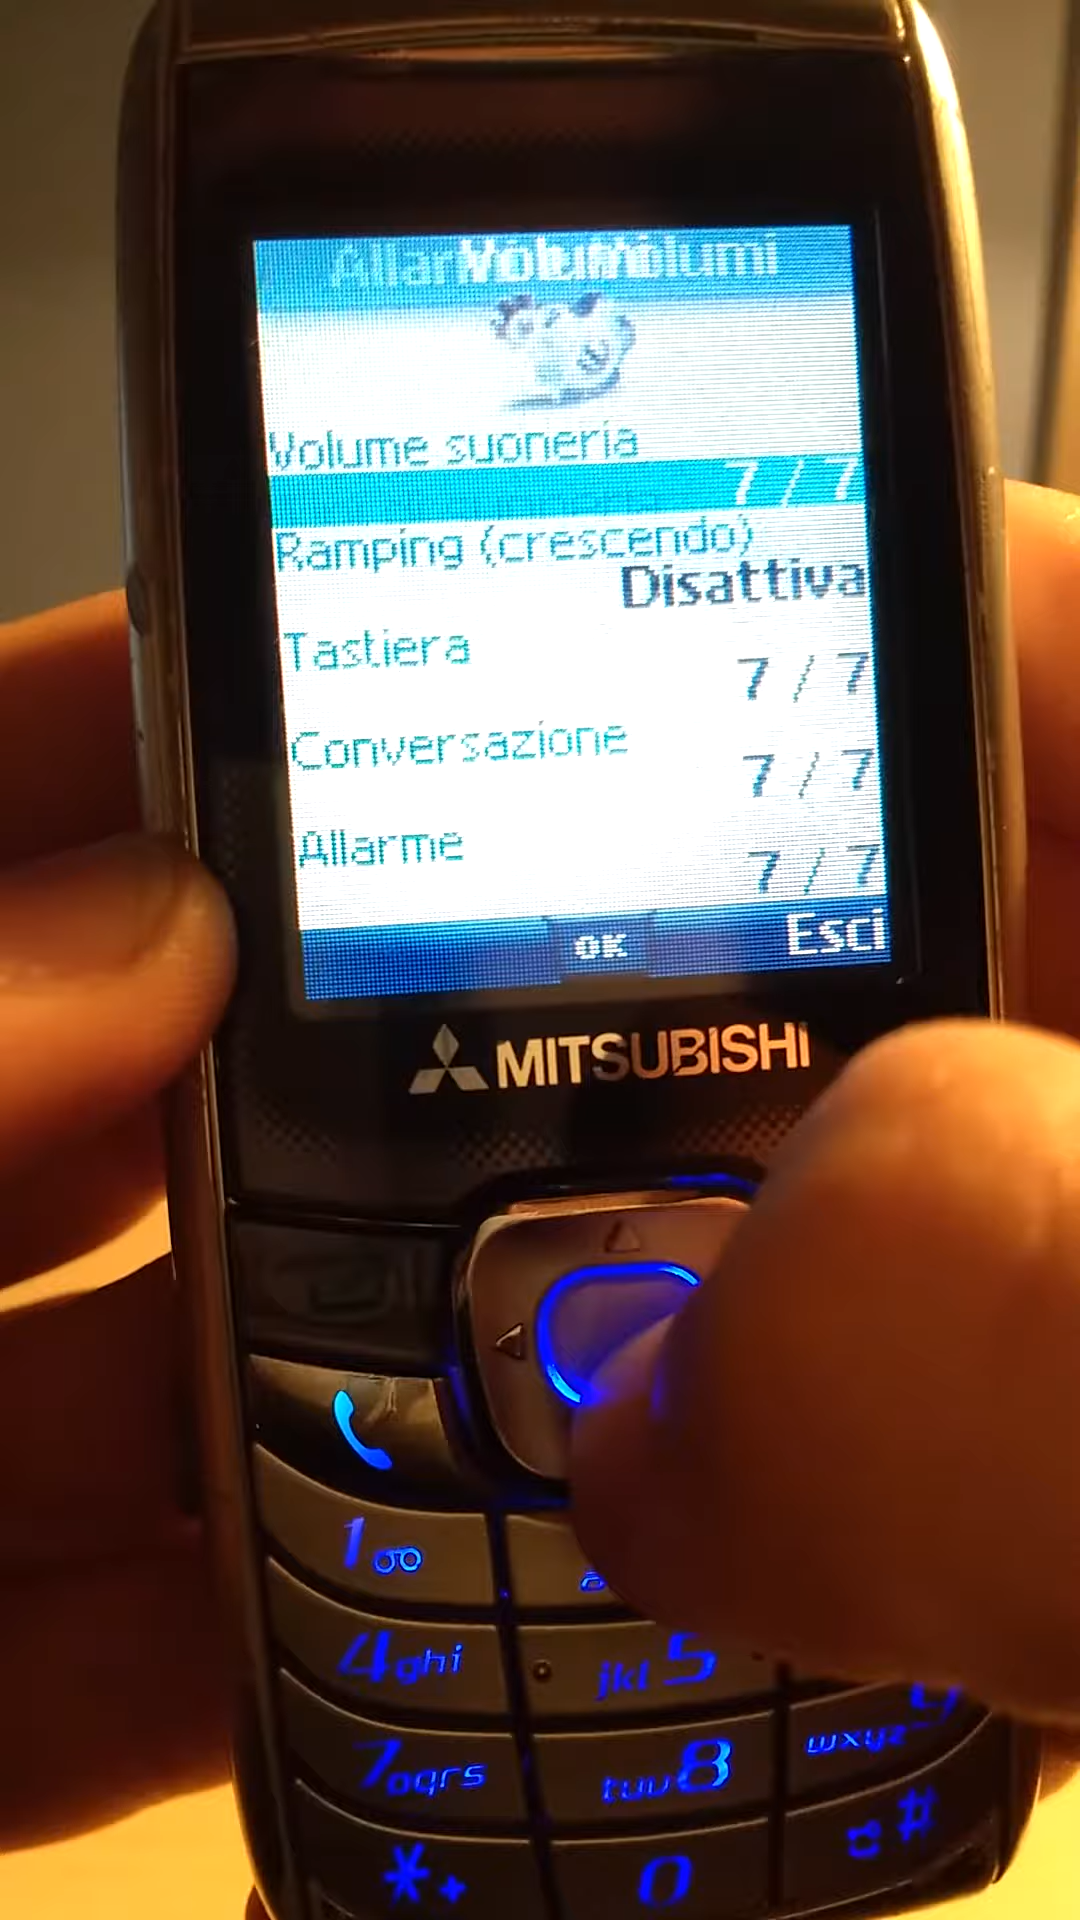 Volume suoneria
7 / 7
Ramping (crescendo)
Disattiva
Tastiera
7 / 7
Conversazione
7 / 7
Allarme
7 / 7
OK Esci
MITSUBISHI
1
4 ghi jkl 5
7 pqrs tuv 8 wxyz 9
* + 0 #